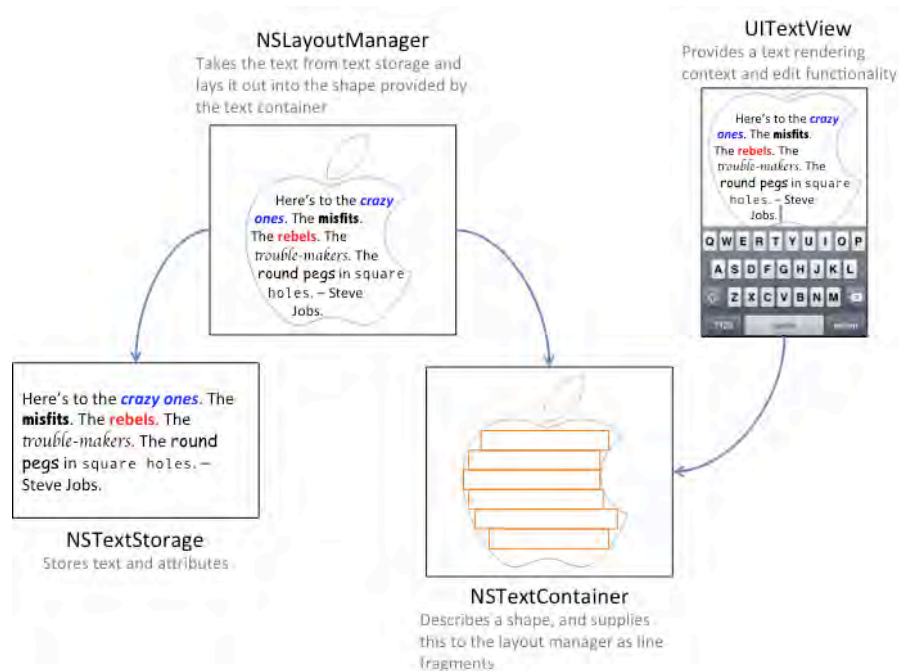 NSLayoutManager
Takes the text from text storage and
lays it out into the shape provided by
the text container
Here’s to the crazy
ones. The misfits.
The rebels. The
trouble-makers. The
round pegs in square
holes. – Steve
Jobs.
UITextView
Provides a text rendering
context and edit functionality
Here’s to the crazy
ones. The misfits.
The rebels. The
trouble-makers. The
round pegs in square
holes. – Steve
Jobs.
Q W E R T Y U I O P
A S D F G H J K L
Z X C V B N M
Here’s to the crazy ones. The
misfits. The rebels. The
trouble-makers. The round
pegs in square holes. –
Steve Jobs.
NSTextStorage
Stores text and attributes
NSTextContainer
Describes a shape, and supplies
this to the layout manager as line
fragments